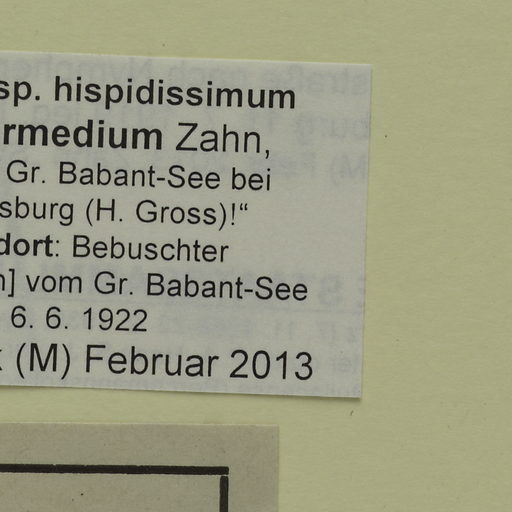 sp. hispidissimum
rmedium Zahn,
Gr. Babant-See bei
sburg (H. Gross)!“
dort: Bebuschter
] vom Gr. Babant-See
6. 6. 1922
(M) Februar 2013